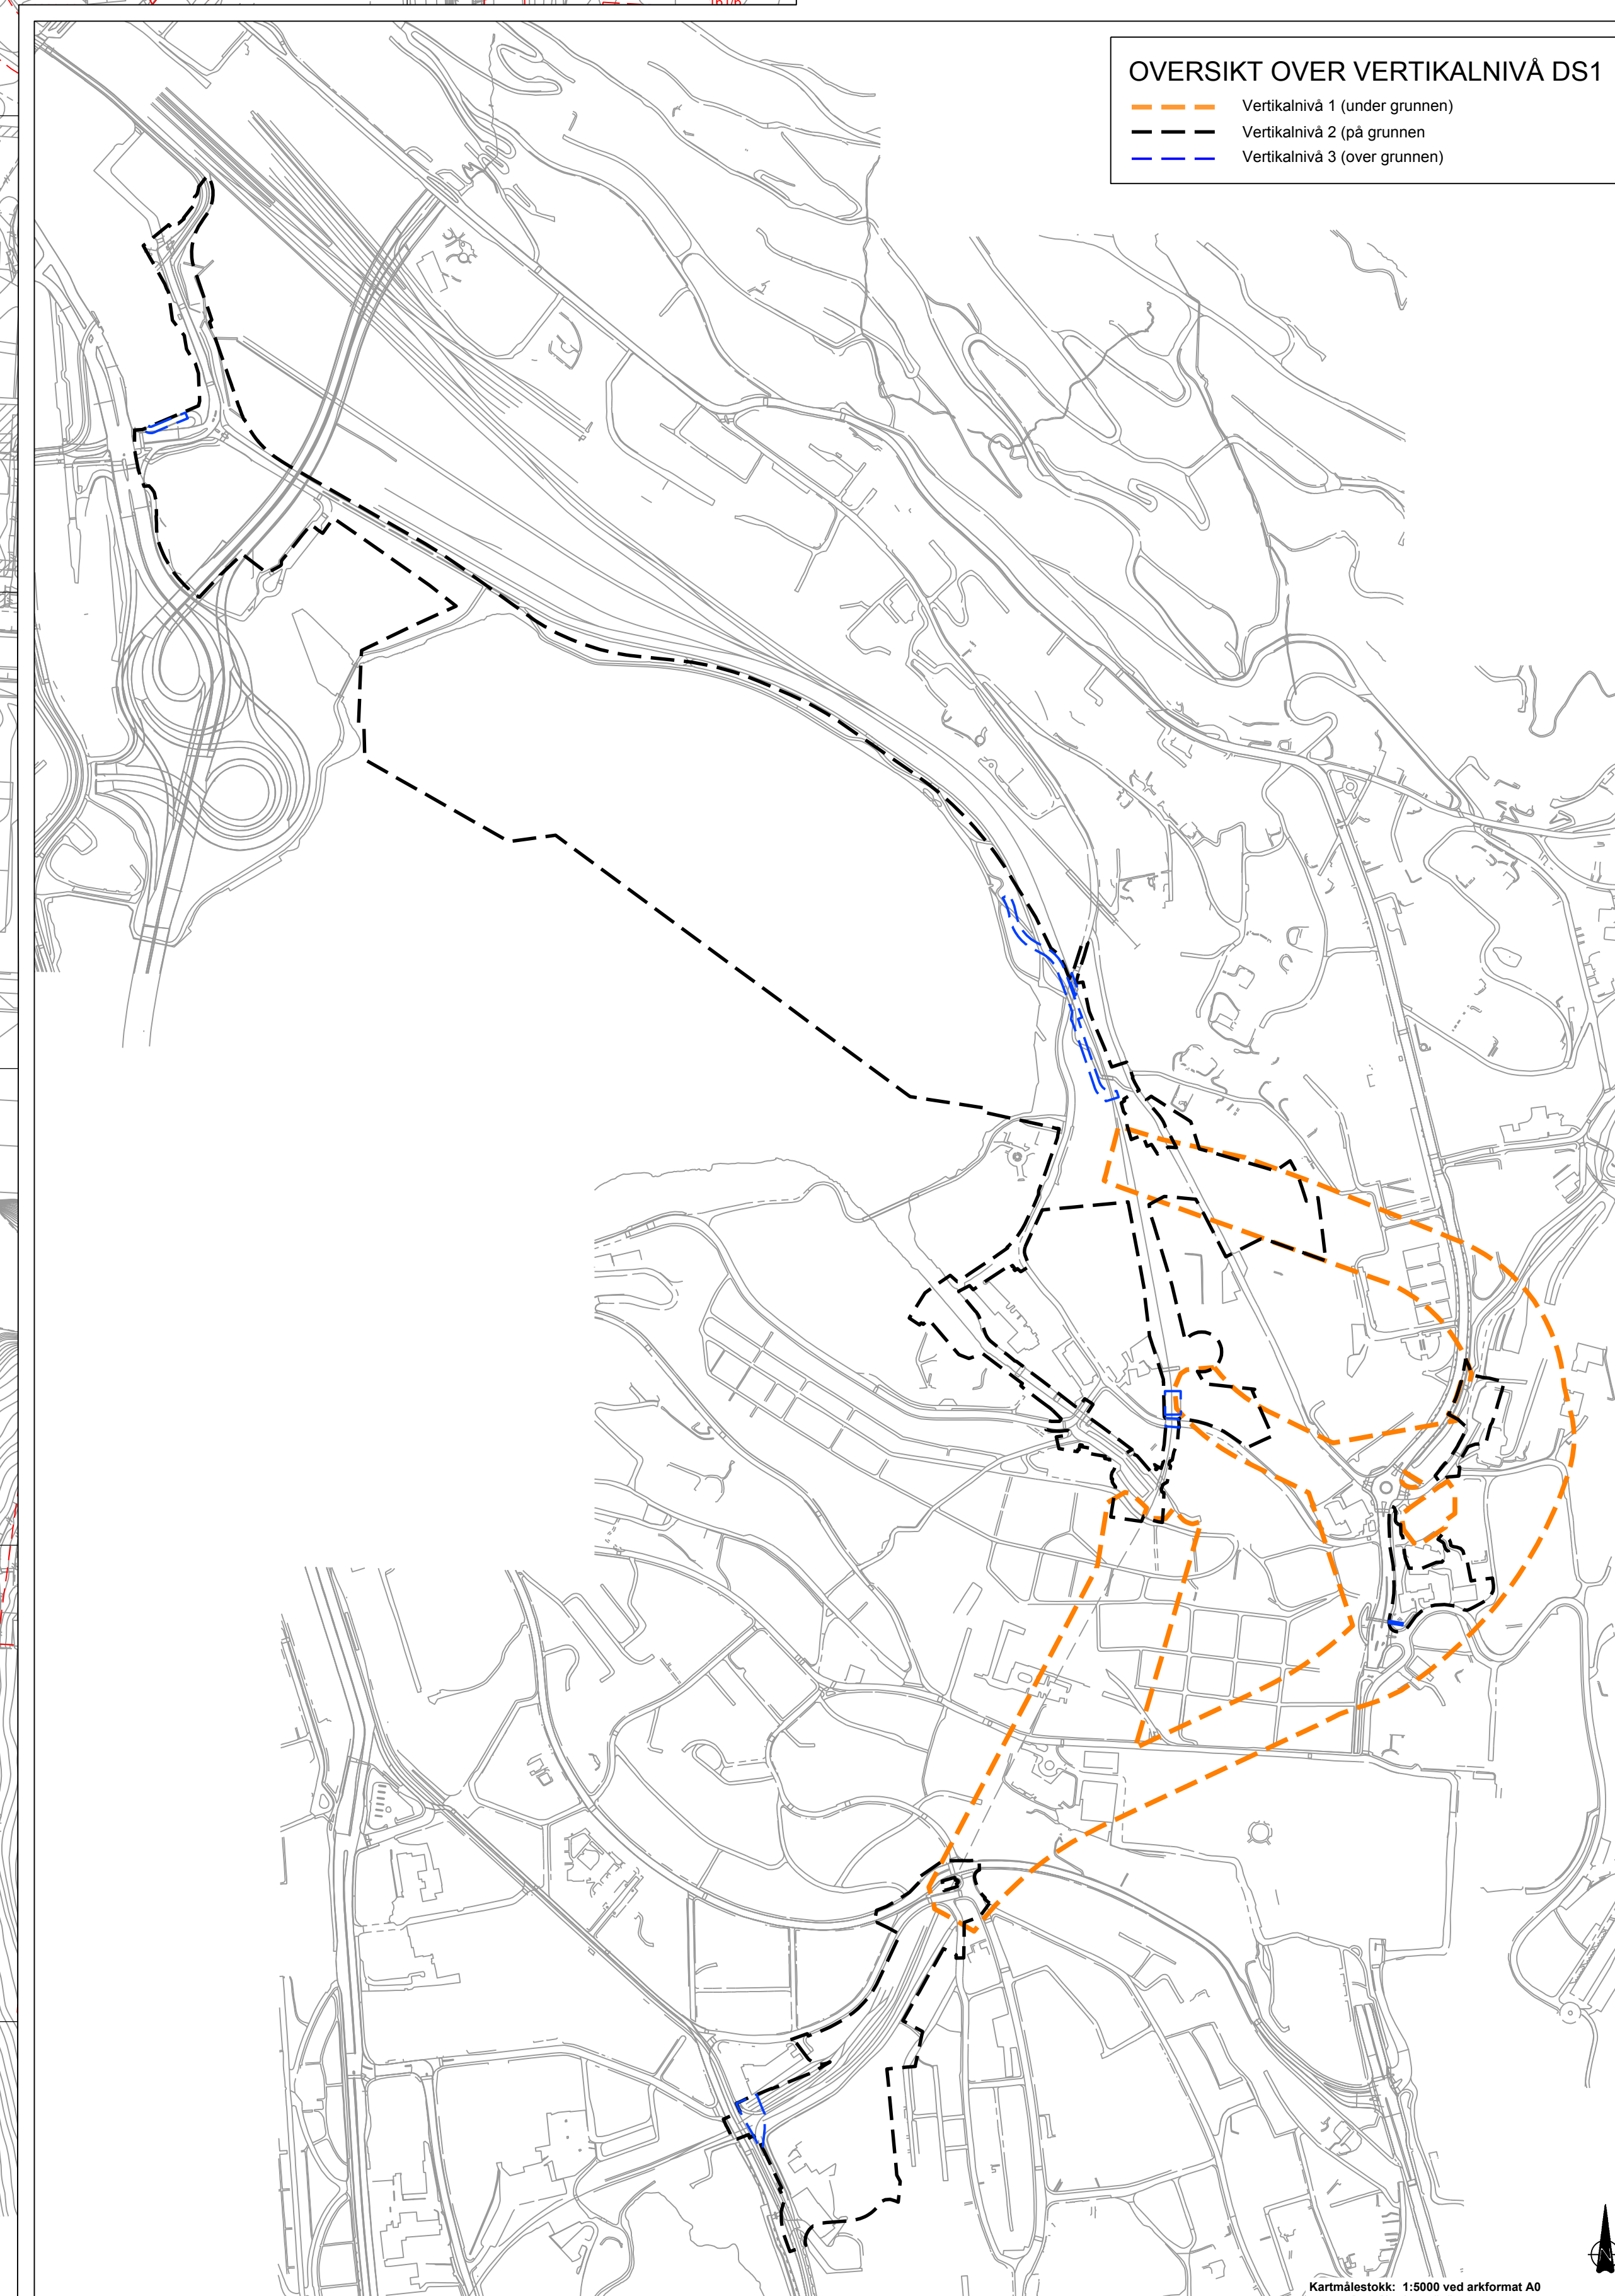 OVERSIKT OVER VERTIKALNIVÅ DS1
Vertikalnivå 1 (under grunnen)
Vertikalnivå 2 (på grunnen
Vertikalnivå 3 (over grunnen)
N
Kartmålestokk: 1:5000 ved arkformat A0